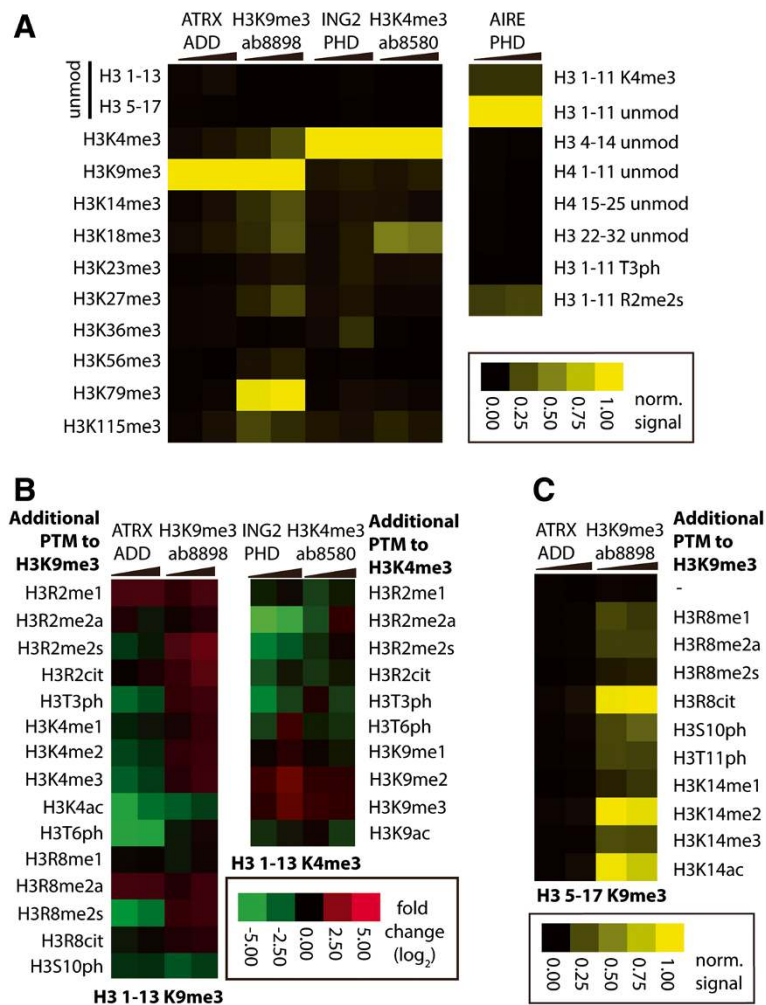 A
ATRX H3K9me3 ING2 H3K4me3
ADD ab8898 PHD ab8580
unmod
H3 1-13
H3 5-17
H3K4me3
H3K9me3
H3K14me3
H3K18me3
H3K23me3
H3K27me3
H3K36me3
H3K56me3
H3K79me3
H3K115me3
AIRE
PHD
H3 1-11 K4me3
H3 1-11 unmod
H3 4-14 unmod
H4 1-11 unmod
H4 15-25 unmod
H3 22-32 unmod
H3 1-11 T3ph
H3 1-11 R2me2s
0.00 0.25 0.50 0.75 1.00
norm.
signal
B
Additional
PTM to
H3K9me3
ATRX H3K9me3
ADD ab8898
H3R2me1
H3R2me2a
H3R2me2s
H3R2cit
H3T3ph
H3K4me1
H3K4me2
H3K4me3
H3K4ac
H3T6ph
H3R8me1
H3R8me2a
H3R8me2s
H3R8cit
H3S10ph
H3 1-13 K9me3
ING2 H3K4me3
PHD ab8580
Additional
PTM to
H3K4me3
H3R2me1
H3R2me2a
H3R2me2s
H3R2cit
H3T3ph
H3T6ph
H3K9me1
H3K9me2
H3K9me3
H3K9ac
H3 1-13 K4me3
-5.00 -2.50 0.00 2.50 5.00
fold
change
(log2)
C
ATRX H3K9me3
ADD ab8898
Additional
PTM to
H3K9me3
-
H3R8me1
H3R8me2a
H3R8me2s
H3R8cit
H3S10ph
H3T11ph
H3K14me1
H3K14me2
H3K14me3
H3K14ac
H3 5-17 K9me3
0.00 0.25 0.50 0.75 1.00
norm.
signal